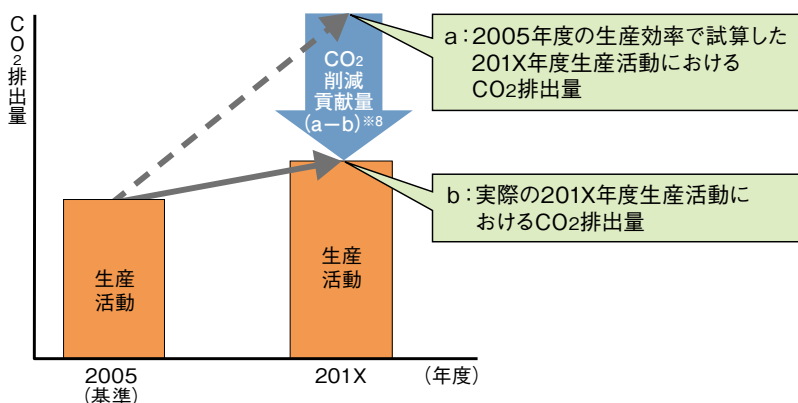 CO2排出量
CO2
削減
貢献量
(a－b)※8
a：2005年度の生産効率で試算した
201X年度生産活動における
CO2排出量
b：実際の201X年度生産活動に
おけるCO2排出量
生産
活動
生産
活動
2005
(基準)
201X
(年度)